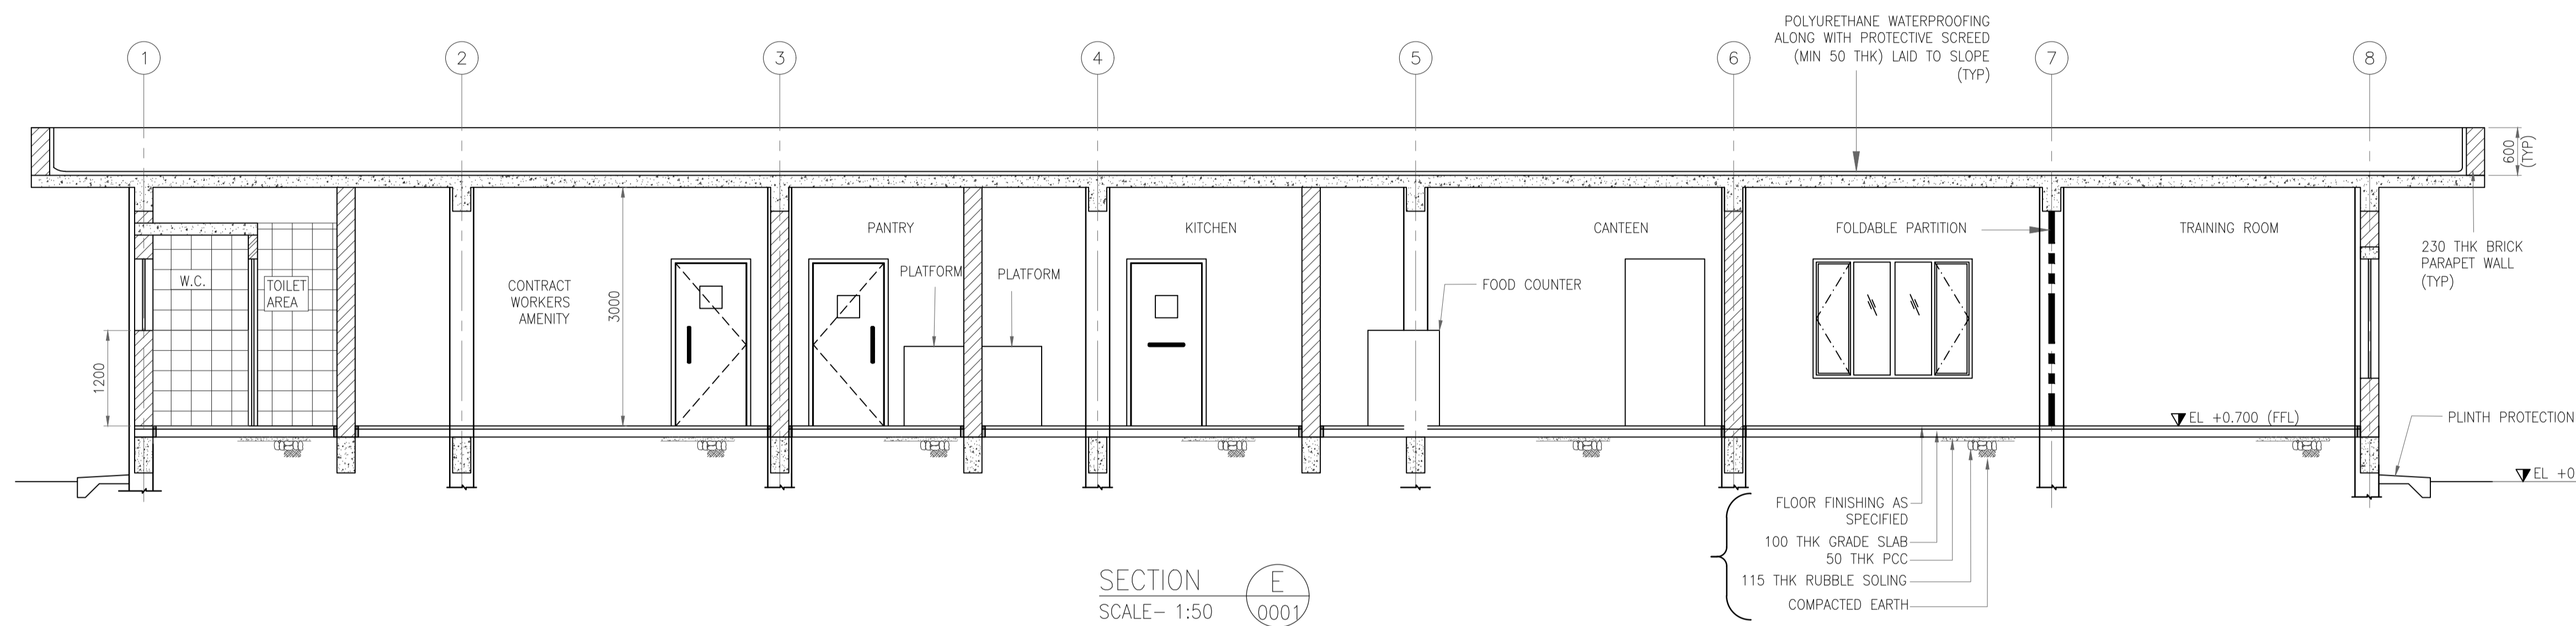 POLYURETHANE WATERPROOFING
ALONG WITH PROTECTIVE SCREED
(MIN 50 THK) LAID TO SLOPE
(TYP)
1
2
3
4
5
6
7
8
600
(TYP)
W.C.
TOILET
AREA
1200
CONTRACT
WORKERS
AMENITY
3000
PANTRY
PLATFORM
PLATFORM
KITCHEN
FOOD COUNTER
CANTEEN
FOLDABLE PARTITION
TRAINING ROOM
230 THK BRICK
PARAPET WALL
(TYP)
EL +0.700 (FFL)
PLINTH PROTECTION
EL +0
FLOOR FINISHING AS
SPECIFIED
100 THK GRADE SLAB
50 THK PCC
115 THK RUBBLE SOLING
COMPACTED EARTH
SECTION
SCALE- 1:50
E
0001